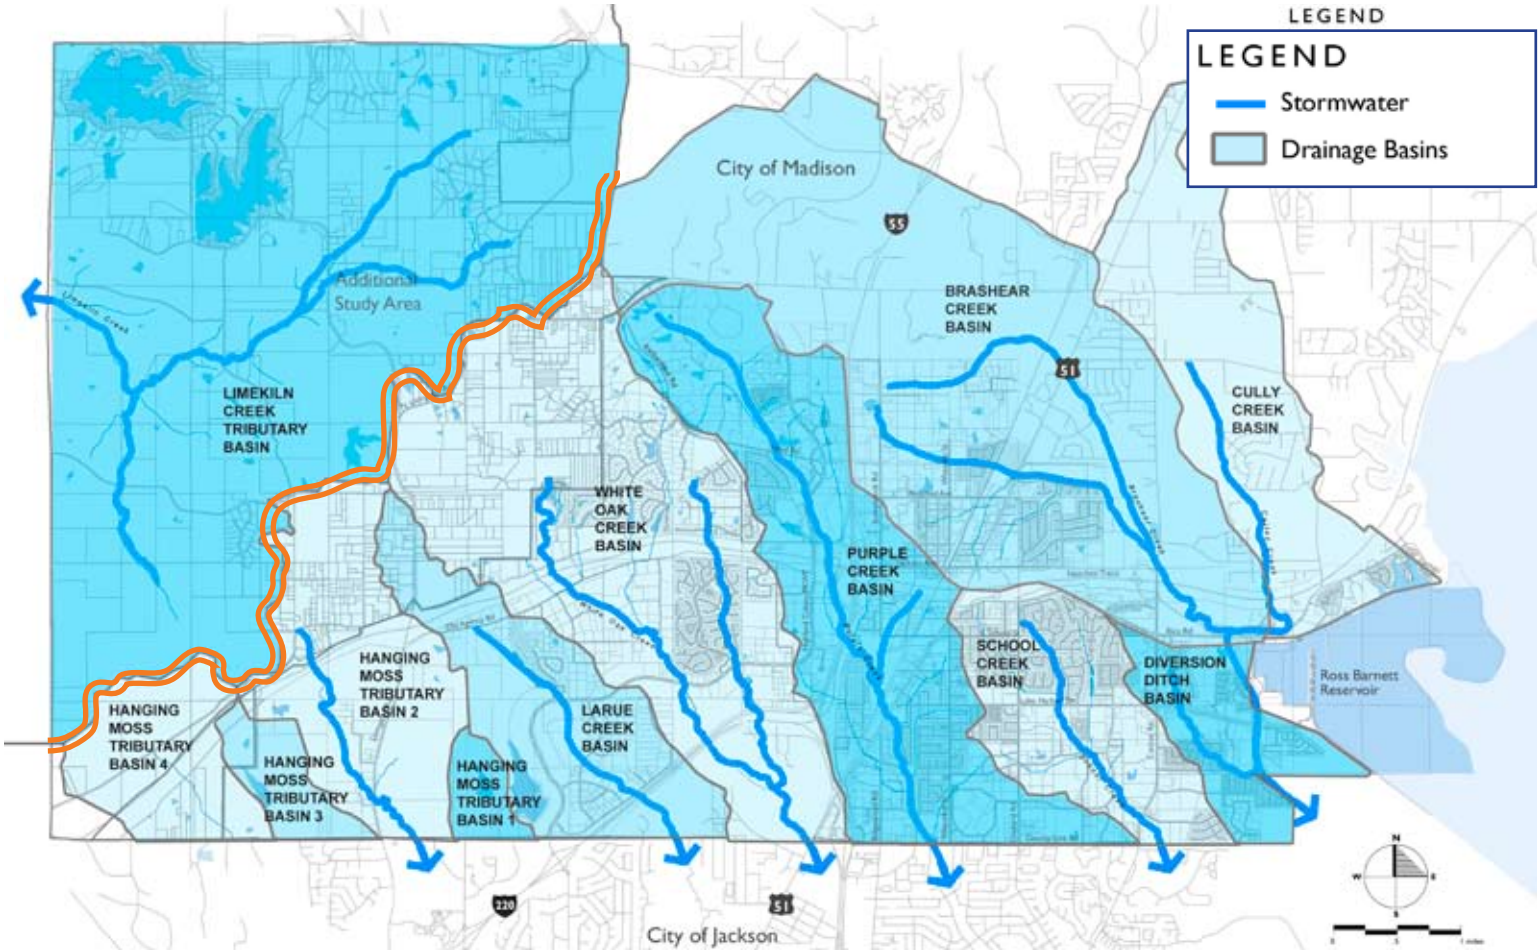 LEGEND
LEGEND
Stormwater
Drainage Basins
City of Madison
55
Additional
Study Area
BRASHEAR
CREEK
BASIN
51
LIMEKILN
CREEK
TRIBUTARY
BASIN
CULLY
CREEK
BASIN
WHITE
OAK
CREEK
BASIN
PURPLE
CREEK
BASIN
SCHOOL
CREEK
BASIN
DIVERSION
DITCH
BASIN
Ross Barnett
Reservoir
HANGING
MOSS
TRIBUTARY
BASIN 2
HANGING
MOSS
TRIBUTARY
BASIN 4
LARUE
CREEK
BASIN
HANGING
MOSS
TRIBUTARY
BASIN 3
HANGING
MOSS
TRIBUTARY
BASIN 1
220
51
City of Jackson
N
W
E
S